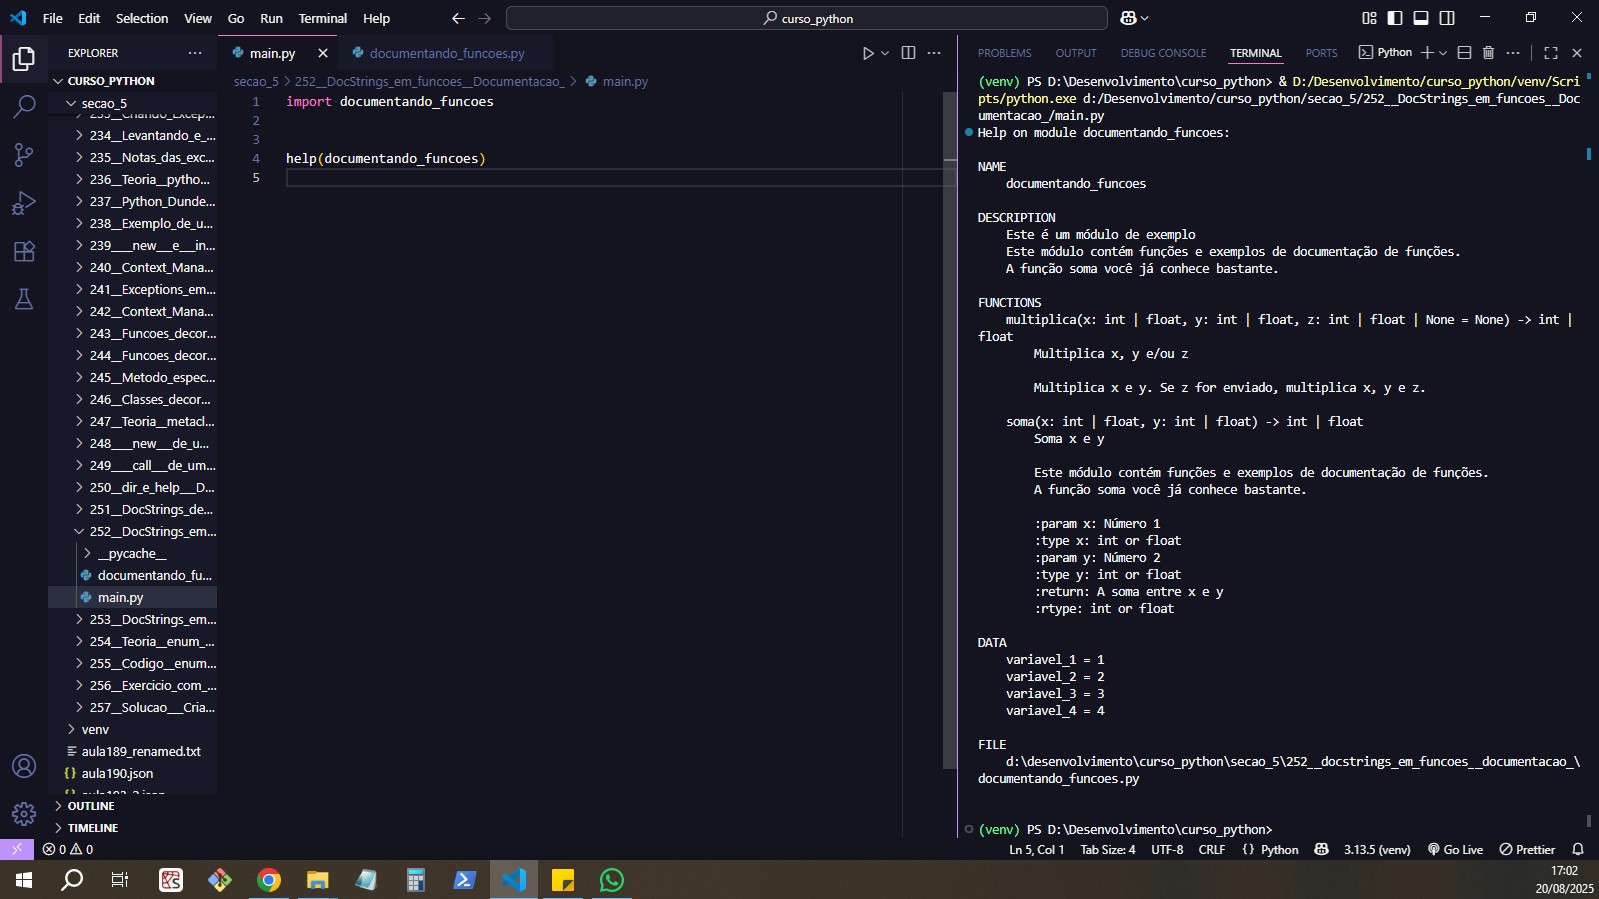 File Edit Selection View Go Run Terminal Help
curso_python
EXPLORER
CURSO_PYTHON
secao_5
233__Criando_Excep...
234__Levantando_e_...
235__Notas_das_exc...
236__Teoria__pytho...
237__Python_Dunde...
238__Exemplo_de_u...
239____new__e__in...
240__Context_Mana...
241__Exceptions_em...
242__Context_Mana...
243__Funcoes_decor...
244__Funcoes_decor...
245__Metodo_espec...
246__Classes_decor...
247__Teoria__metacl...
248____new___de_u...
249____call___de_um...
250__dir_e_help___D...
251__DocStrings_de...
252__DocStrings_em...
__pycache__
documentando_fu...
main.py
253__DocStrings_em...
254__Teoria__enum_...
255__Codigo__enum...
256__Exercicio_com_...
257__Solucao___Cria...
venv
aula189_renamed.txt
{} aula190.json
OUTLINE
TIMELINE
main.py
documentando_funcoes.py
secao_5 > 252__DocStrings_em_funcoes__Documentacao_ > main.py
1 import documentando_funcoes
2
3
4 help(documentando_funcoes)
5
PROBLEMS OUTPUT DEBUG CONSOLE TERMINAL PORTS
Python
(venv) PS D:\Desenvolvimento\curso_python> & D:/Desenvolvimento/curso_python/venv/Scri
pts/python.exe d:/Desenvolvimento/curso_python/secao_5/252__DocStrings_em_funcoes__Doc
umentacao_/main.py
Help on module documentando_funcoes:
NAME
documentando_funcoes
DESCRIPTION
Este é um módulo de exemplo
Este módulo contém funções e exemplos de documentação de funções.
A função soma você já conhece bastante.
FUNCTIONS
multiplica(x: int | float, y: int | float, z: int | float | None = None) -> int |
float
Multiplica x, y e/ou z
Multiplica x e y. Se z for enviado, multiplica x, y e z.
soma(x: int | float, y: int | float) -> int | float
Soma x e y
Este módulo contém funções e exemplos de documentação de funções.
A função soma você já conhece bastante.
:param x: Número 1
:type x: int or float
:param y: Número 2
:type y: int or float
:return: A soma entre x e y
:rtype: int or float
DATA
variavel_1 = 1
variavel_2 = 2
variavel_3 = 3
variavel_4 = 4
FILE
d:\desenvolvimento\curso_python\secao_5\252__docstrings_em_funcoes__documentacao_\
documentando_funcoes.py
(venv) PS D:\Desenvolvimento\curso_python>
0 0
Ln 5, Col 1 Tab Size: 4 UTF-8 CRLF {} Python 3.13.5 (venv) Go Live Prettier
17:02
20/08/2025